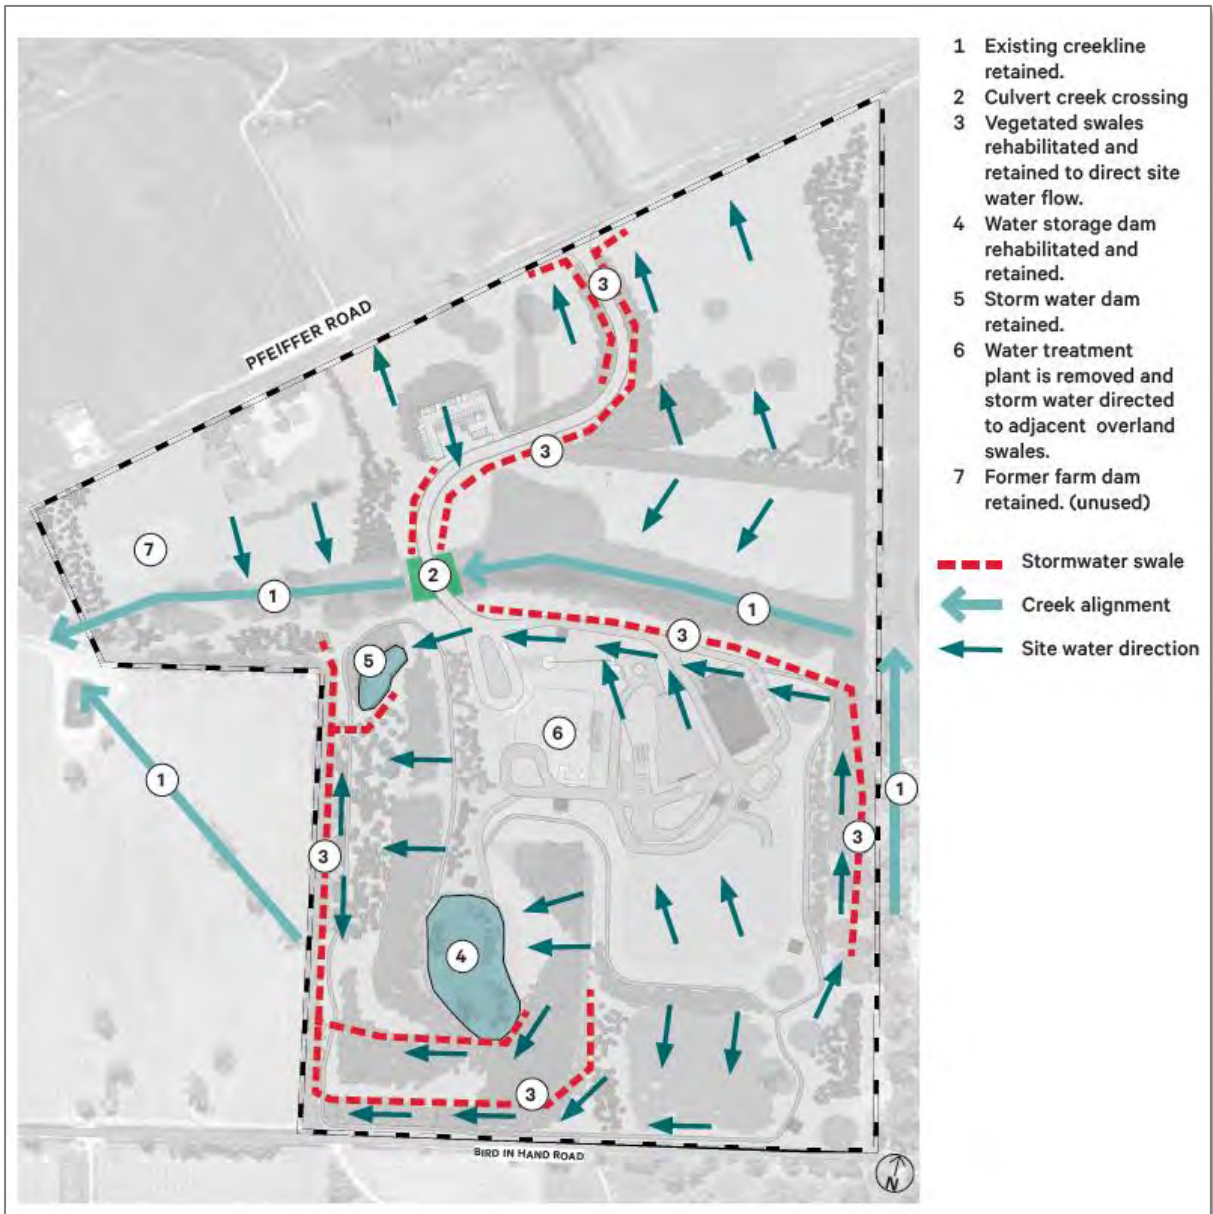 1 Existing creekline
retained.
2 Culvert creek crossing
3 Vegetated swales
rehabilitated and
retained to direct site
water flow.
4 Water storage dam
rehabilitated and
retained.
5 Storm water dam
retained.
6 Water treatment
plant is removed and
storm water directed
to adjacent overland
swales.
7 Former farm dam
retained. (unused)
Stormwater swale
Creek alignment
Site water direction
3
PFEIFFER ROAD
3
7
2
1
1
3
5
6
1
1
3
3
4
3
BIRD IN HAND ROAD
N